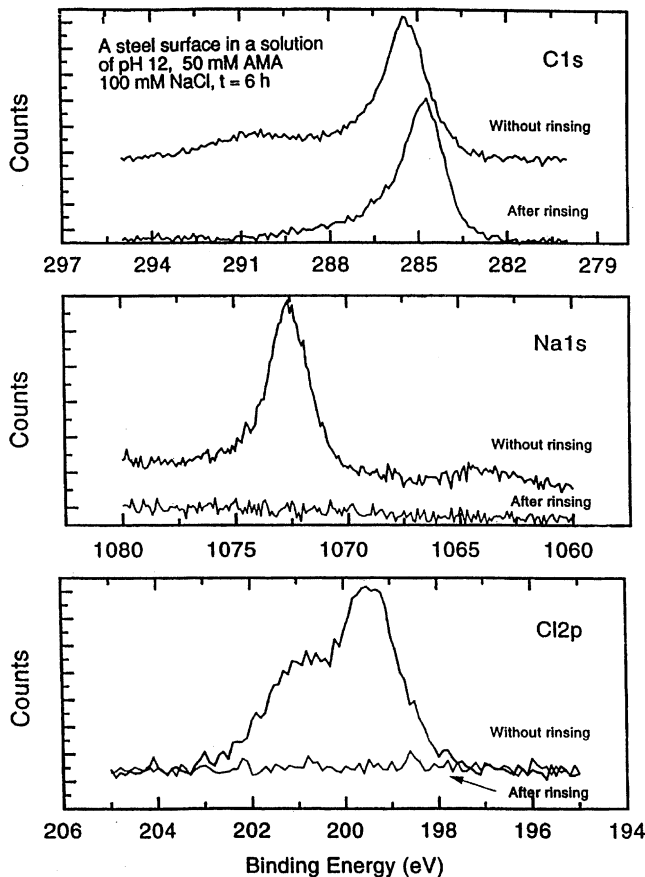 A steel surface in a solution
of pH 12, 50 mM AMA
100 mM NaCl, t = 6 h
C1s
Counts
Without rinsing
After rinsing
297 294 291 288 285 282 279
Na1s
Counts
Without rinsing
After rinsing
1080 1075 1070 1065 1060
Cl2p
Counts
Without rinsing
After rinsing
206 204 202 200 198 196 194
Binding Energy (eV)